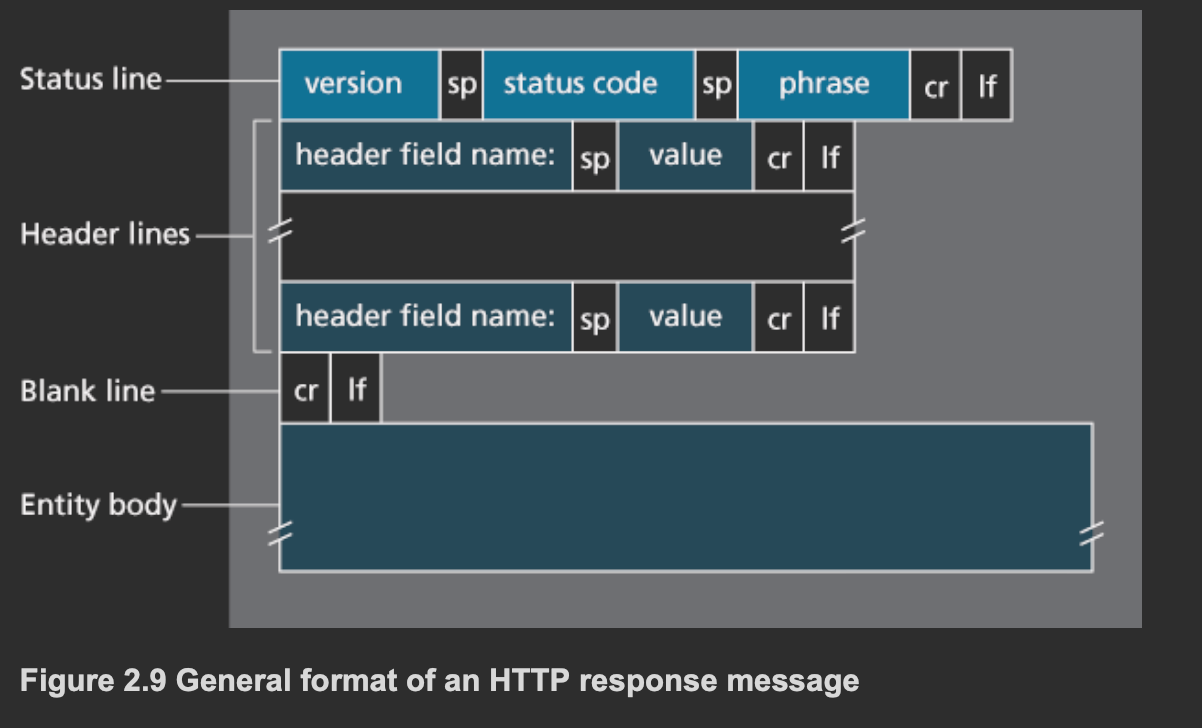 Status line
version sp status code sp phrase cr lf
header field name: sp value cr lf
Header lines
header field name: sp value cr lf
Blank line
cr lf
Entity body
Figure 2.9 General format of an HTTP response message